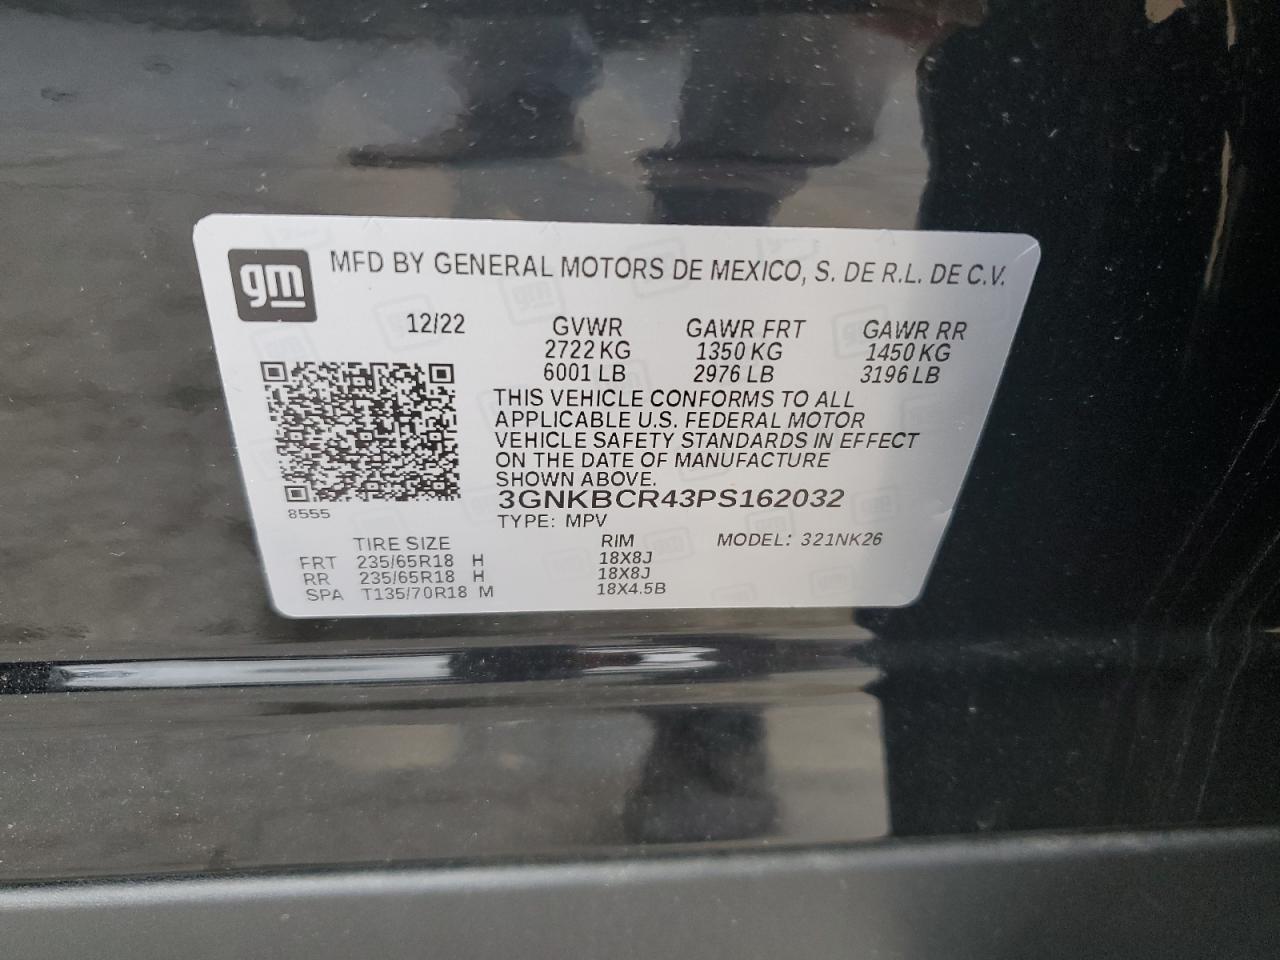 gm
MFD BY GENERAL MOTORS DE MEXICO, S. DE R.L. DE C.V.
12/22 GVWR GAWR FRT GAWR RR
2722 KG 1350 KG 1450 KG
6001 LB 2976 LB 3196 LB
THIS VEHICLE CONFORMS TO ALL
APPLICABLE U.S. FEDERAL MOTOR
VEHICLE SAFETY STANDARDS IN EFFECT
ON THE DATE OF MANUFACTURE
SHOWN ABOVE.
3GNKBCR43PS162032
8555
TYPE: MPV
TIRE SIZE RIM MODEL: 321NK26
FRT 235/65R18 H 18X8J
RR 235/65R18 H 18X8J
SPA T135/70R18 M 18X4.5B